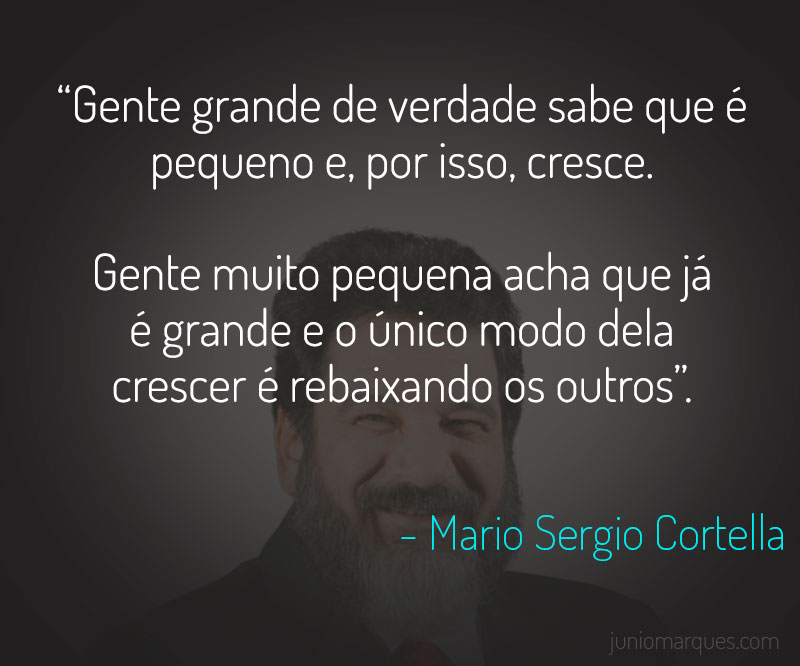 “Gente grande de verdade sabe que é
pequeno e, por isso, cresce.
Gente muito pequena acha que já
é grande e o único modo dela
crescer é rebaixando os outros”.
- Mario Sergio Cortella
juniomarques.com